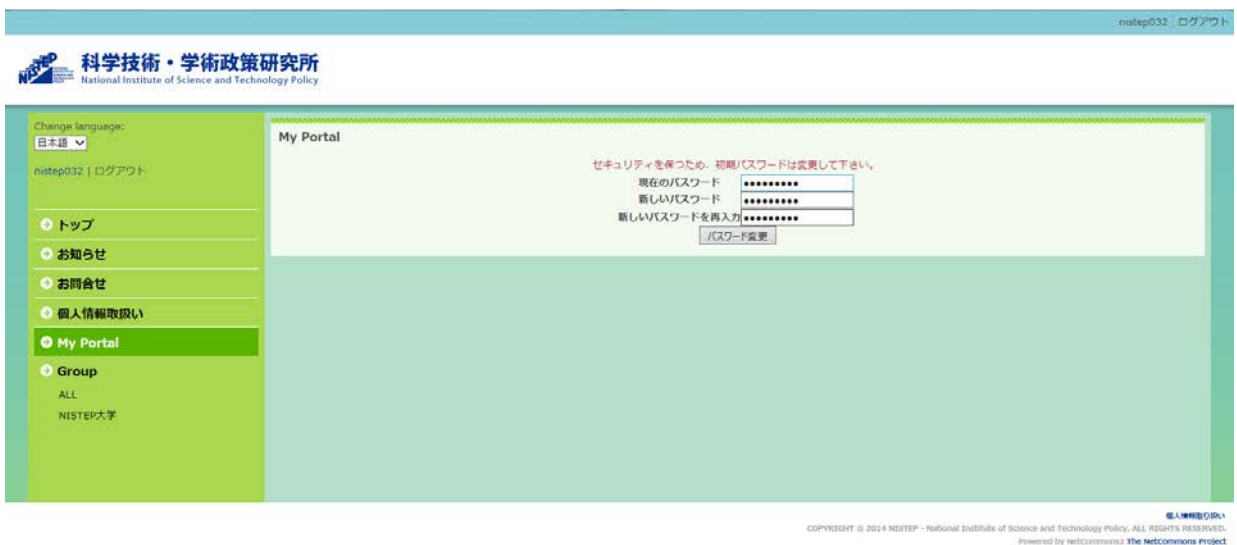 nistep032 | ログアウト
NISTEP
科学技術・学術政策研究所
National Institute of Science and Technology Policy
Change language:
日本語
nistep032 | ログアウト
トップ
お知らせ
お問合せ
個人情報取扱い
My Portal
Group
ALL
NISTEP大学
My Portal
セキュリティを保つため、初期パスワードは変更して下さい。
現在のパスワード •••••••••
新しいパスワード •••••••••
新しいパスワードを再入力 •••••••••
パスワード変更
個人情報取り扱い
COPYRIGHT © 2014 NISTEP - National Institute of Science and Technology Policy. ALL RIGHTS RESERVED.
Powered by NetCommons2 The NetCommons Project